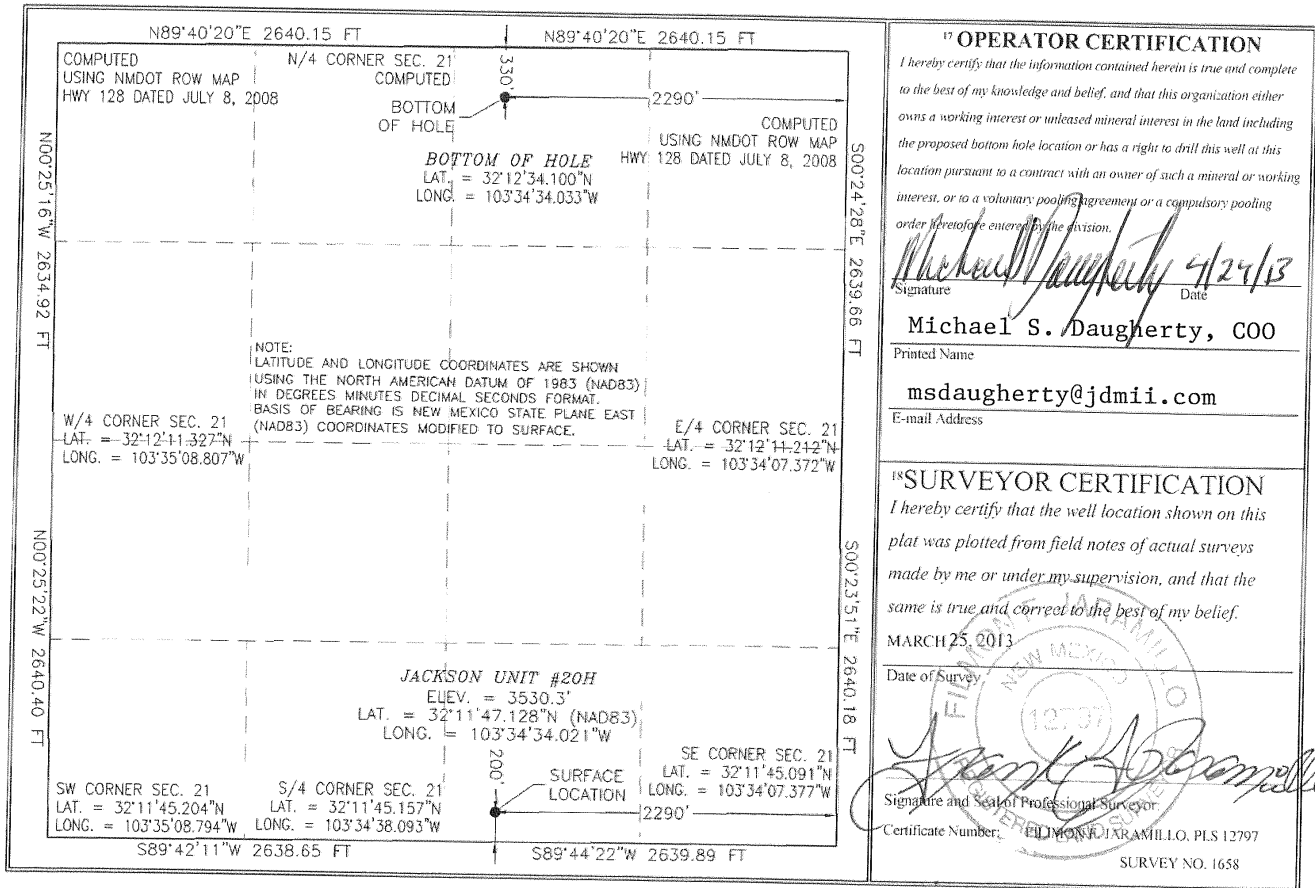 N89°40'20"E 2640.15 FT
N89°40'20"E 2640.15 FT
COMPUTED
USING NMDOT ROW MAP
HWY 128 DATED JULY 8, 2008
N/4 CORNER SEC. 21
COMPUTED
330'
BOTTOM
OF HOLE
2290'
COMPUTED
USING NMDOT ROW MAP
HWY 128 DATED JULY 8, 2008
BOTTOM OF HOLE
LAT. = 32°12'34.100"N
LONG. = 103°34'34.033"W
N00°25'16"W 2634.92 FT
S00°24'28"E 2639.66 FT
NOTE:
LATITUDE AND LONGITUDE COORDINATES ARE SHOWN
USING THE NORTH AMERICAN DATUM OF 1983 (NAD83)
IN DEGREES MINUTES DECIMAL SECONDS FORMAT.
BASIS OF BEARING IS NEW MEXICO STATE PLANE EAST
(NAD83) COORDINATES MODIFIED TO SURFACE.
W/4 CORNER SEC. 21
LAT. = 32°12'11.327"N
LONG. = 103°35'08.807"W
E/4 CORNER SEC. 21
LAT. = 32°12'11.212"N
LONG. = 103°34'07.372"W
N00°25'22"W 2640.40 FT
S00°23'51"E 2640.18 FT
JACKSON UNIT #20H
ELEV. = 3530.3'
LAT. = 32°11'47.128"N (NAD83)
LONG. = 103°34'34.021"W
SW CORNER SEC. 21
LAT. = 32°11'45.204"N
LONG. = 103°35'08.794"W
S/4 CORNER SEC. 21
LAT. = 32°11'45.157"N
LONG. = 103°34'38.093"W
200'
SURFACE
LOCATION
2290'
SE CORNER SEC. 21
LAT. = 32°11'45.091"N
LONG. = 103°34'07.377"W
S89°42'11"W 2638.65 FT
S89°44'22"W 2639.89 FT
17 OPERATOR CERTIFICATION
I hereby certify that the information contained herein is true and complete
to the best of my knowledge and belief, and that this organization either
owns a working interest or unleased mineral interest in the land including
the proposed bottom hole location or has a right to drill this well at this
location pursuant to a contract with an owner of such a mineral or working
interest, or to a voluntary pooling agreement or a compulsory pooling
order heretofore entered by the division.
Michael S Daugherty 4/24/13
Signature Date
Michael S. Daugherty, COO
Printed Name
msdaugherty@jdmii.com
E-mail Address
18 SURVEYOR CERTIFICATION
I hereby certify that the well location shown on this
plat was plotted from field notes of actual surveys
made by me or under my supervision, and that the
same is true and correct to the best of my belief.
MARCH 25, 2013
Date of Survey
FILIMON F. JARAMILLO
NEW MEXICO
12797
REGISTERED LAND SURVEYOR
Signature and Seal of Professional Surveyor:
Certificate Number: FILIMON F. JARAMILLO, PLS 12797
SURVEY NO. 1658